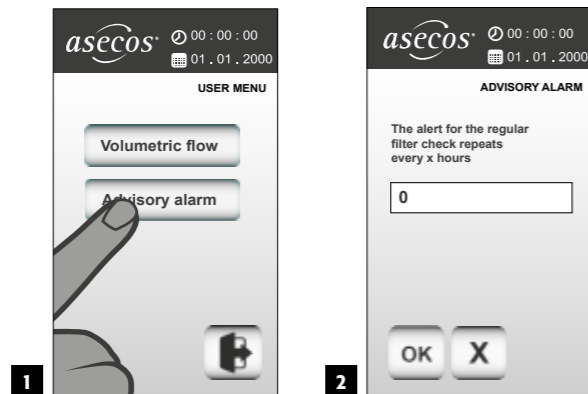 asecos®
00 : 00 : 00
01 . 01 . 2000
USER MENU
Volumetric flow
Advisory alarm
1
asecos®
00 : 00 : 00
01 . 01 . 2000
ADVISORY ALARM
The alert for the regular
filter check repeats
every x hours
0
OK X
2